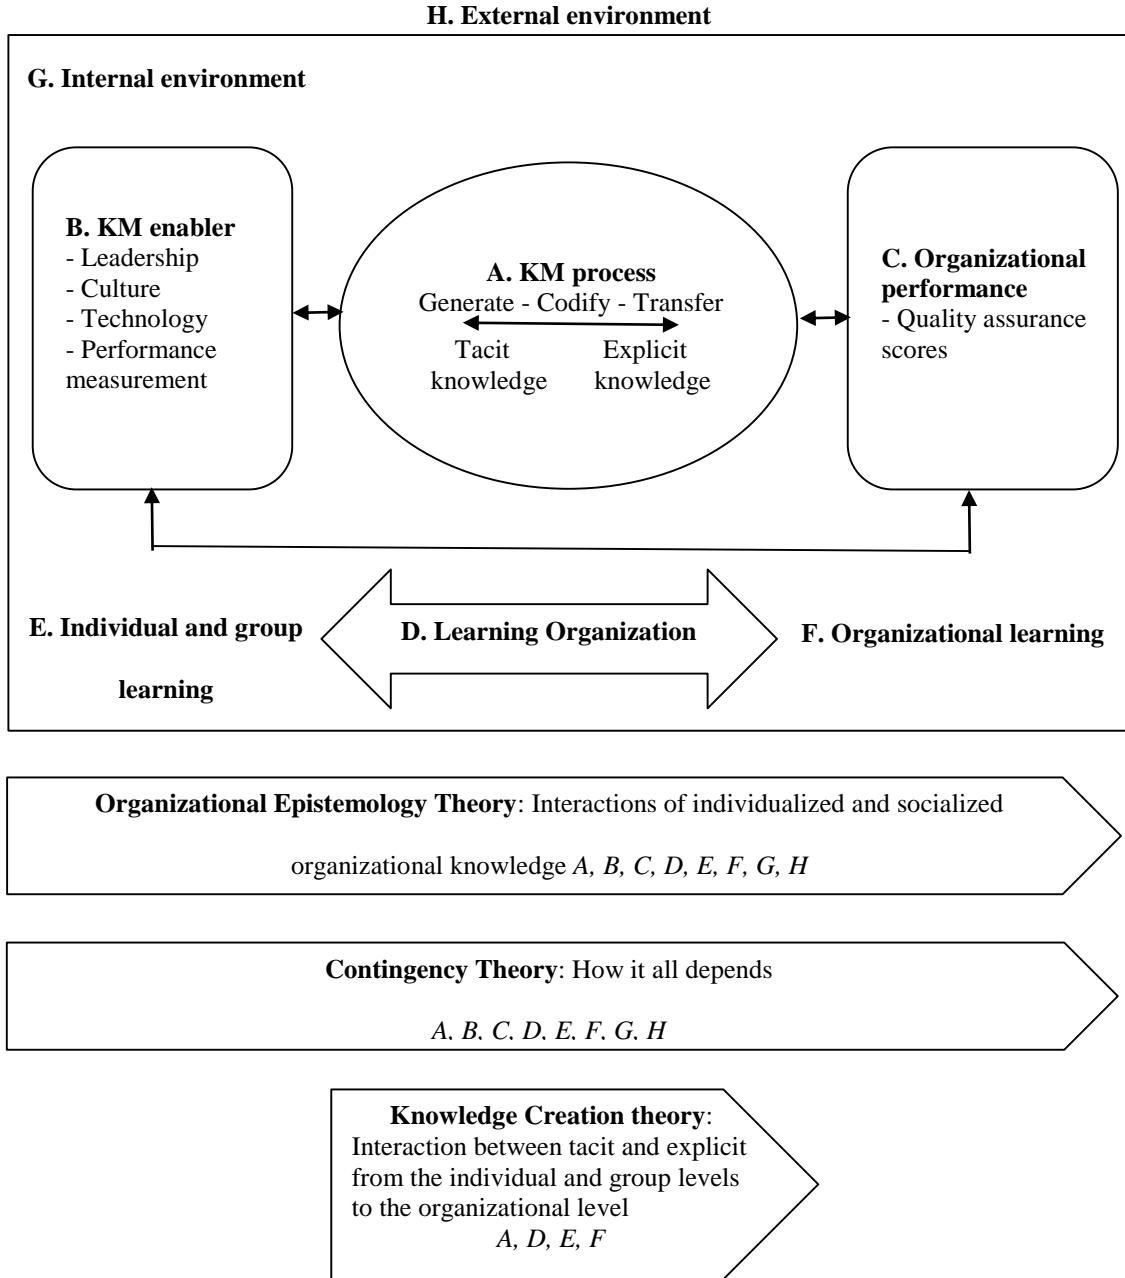 H. External environment
G. Internal environment
B. KM enabler
- Leadership
- Culture
- Technology
- Performance
measurement
A. KM process
Generate - Codify - Transfer
Tacit
knowledge
Explicit
knowledge
C. Organizational
performance
- Quality assurance
scores
E. Individual and group
learning
D. Learning Organization
F. Organizational learning
Organizational Epistemology Theory: Interactions of individualized and socialized
organizational knowledge A, B, C, D, E, F, G, H
Contingency Theory: How it all depends
A, B, C, D, E, F, G, H
Knowledge Creation theory:
Interaction between tacit and explicit
from the individual and group levels
to the organizational level
A, D, E, F